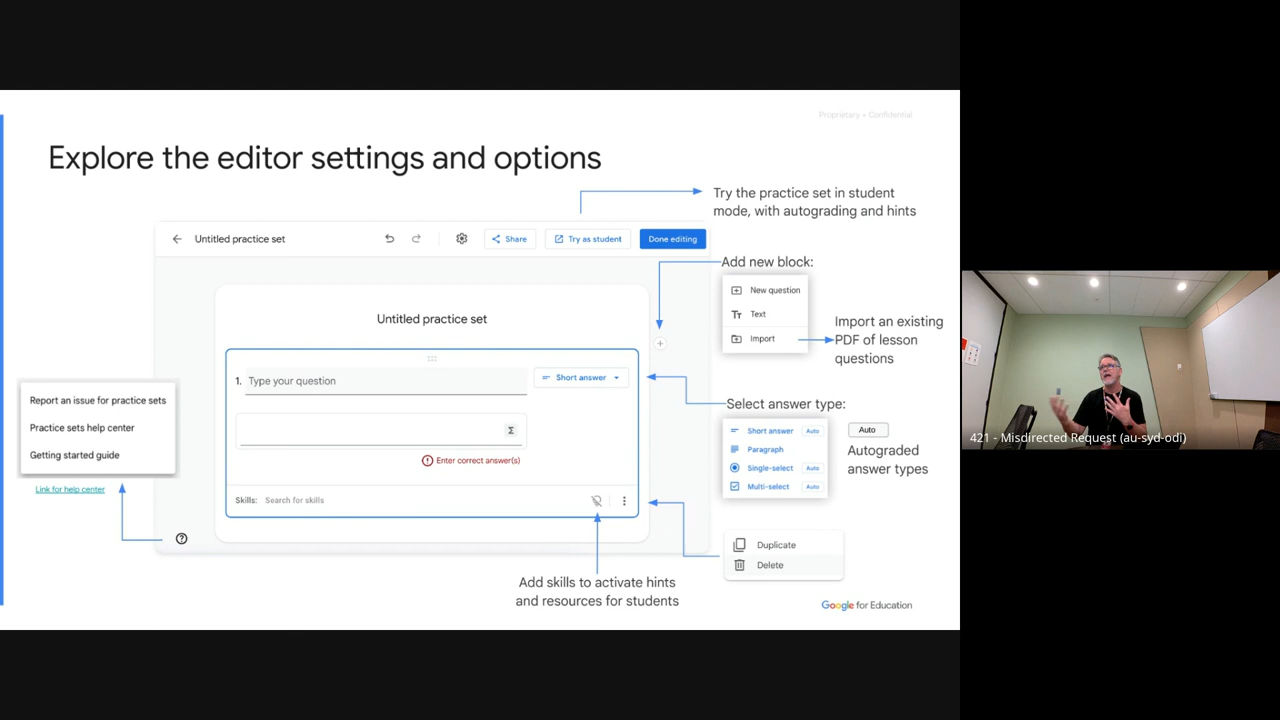 Proprietary + Confidential
Explore the editor settings and options
Try the practice set in student
mode, with autograding and hints
Untitled practice set
Share
Try as student
Done editing
Add new block:
New question
Text
Import
Import an existing
PDF of lesson
questions
Untitled practice set
1. Type your question
Short answer
Enter correct answer(s)
Skills: Search for skills
Select answer type:
Short answer Auto
Paragraph
Single-select Auto
Multi-select Auto
Auto
Autograded
answer types
Report an issue for practice sets
Practice sets help center
Getting started guide
Link for help center
Duplicate
Delete
Add skills to activate hints
and resources for students
Google for Education
421 - Misdirected Request (au-syd-odi)